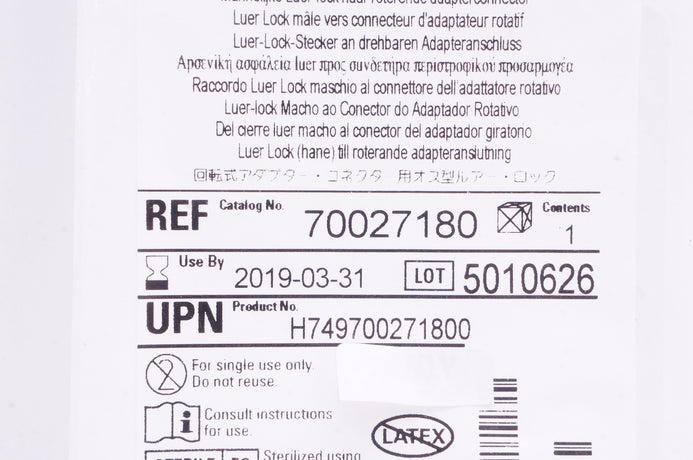 Luer Lock mâle vers connecteur d'adaptateur rotatif
Luer-Lock-Stecker an drehbaren Adapteranschluss
Αρσενική ασφάλεια luer προς συνδετηρα περιστροφικού προσαρμογέα
Raccordo Luer Lock maschio al connettore dell'adattatore rotativo
Luer-lock Macho ao Conector do Adaptador Rotativo
Del cierre luer macho al conector del adaptador giratorio
Luer Lock (hane) till roterande adapteranslutning
回転式アダプター・コネクター用オス型ルアー・ロック
REF Catalog No. 70027180 Contents 1
Use By 2019-03-31 LOT 5010626
UPN Product No. H749700271800
2 For single use only.
Do not reuse.
i Consult instructions
for use.
LATEX
Sterilized using